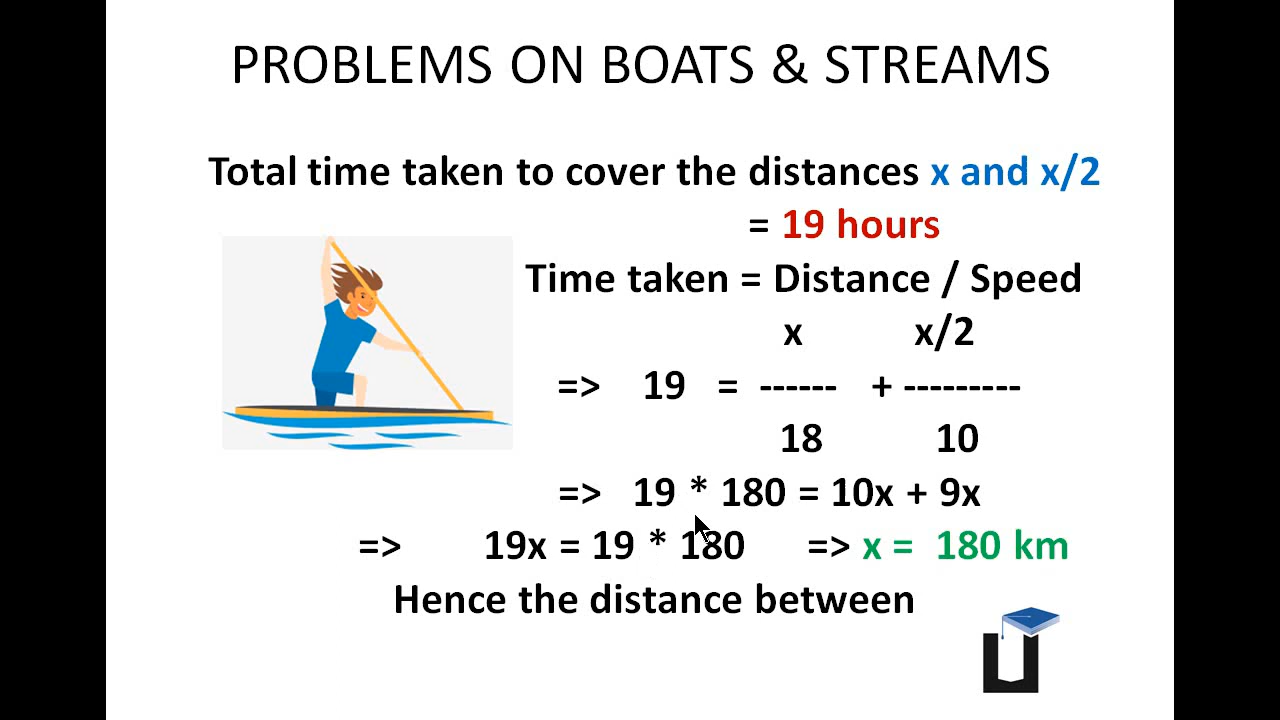 PROBLEMS ON BOATS & STREAMS
Total time taken to cover the distances x and x/2
= 19 hours
Time taken = Distance / Speed
x x/2
=> 19 = ------ + ---------
18 10
=> 19 * 180 = 10x + 9x
=> 19x = 19 * 180 => x = 180 km
Hence the distance between